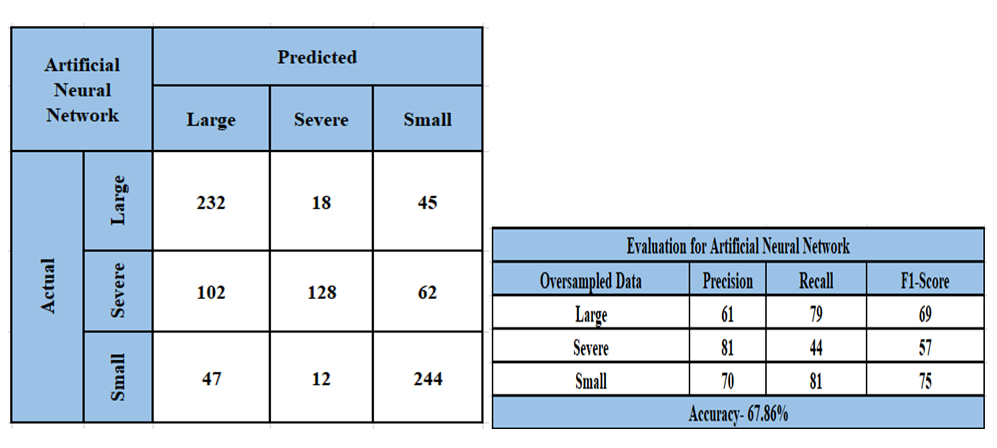 Artificial
Neural
Network
Predicted
Large Severe Small
Actual
Large 232 18 45
Severe 102 128 62
Small 47 12 244
Evaluation for Artificial Neural Network
Oversampled Data Precision Recall F1-Score
Large 61 79 69
Severe 81 44 57
Small 70 81 75
Accuracy- 67.86%